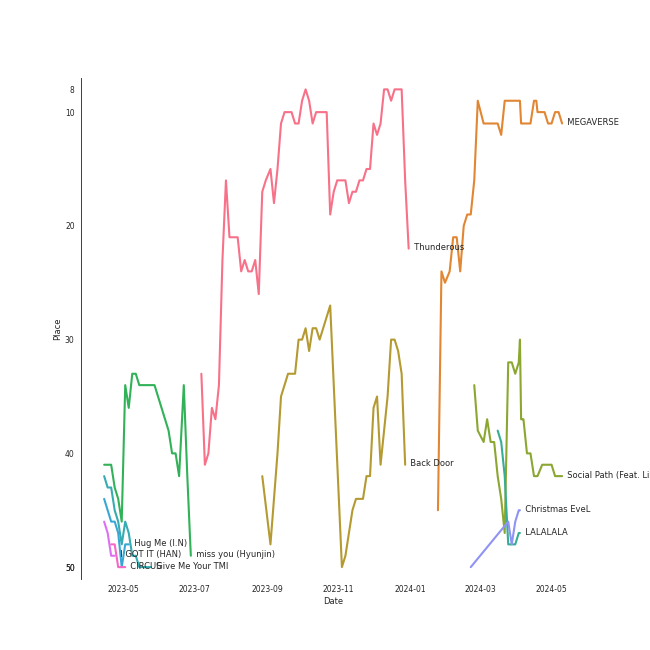 8
10
MEGAVERSE
20
Thunderous
Place
30
40
Back Door
Social Path (Feat. Li
Christmas EveL
LALALALA
Hug Me (I.N)
I GOT IT (HAN)
miss you (Hyunjin)
CIRCUS
Give Me Your TMI
50
2023-05
2023-07
2023-09
2023-11
2024-01
2024-03
2024-05
Date